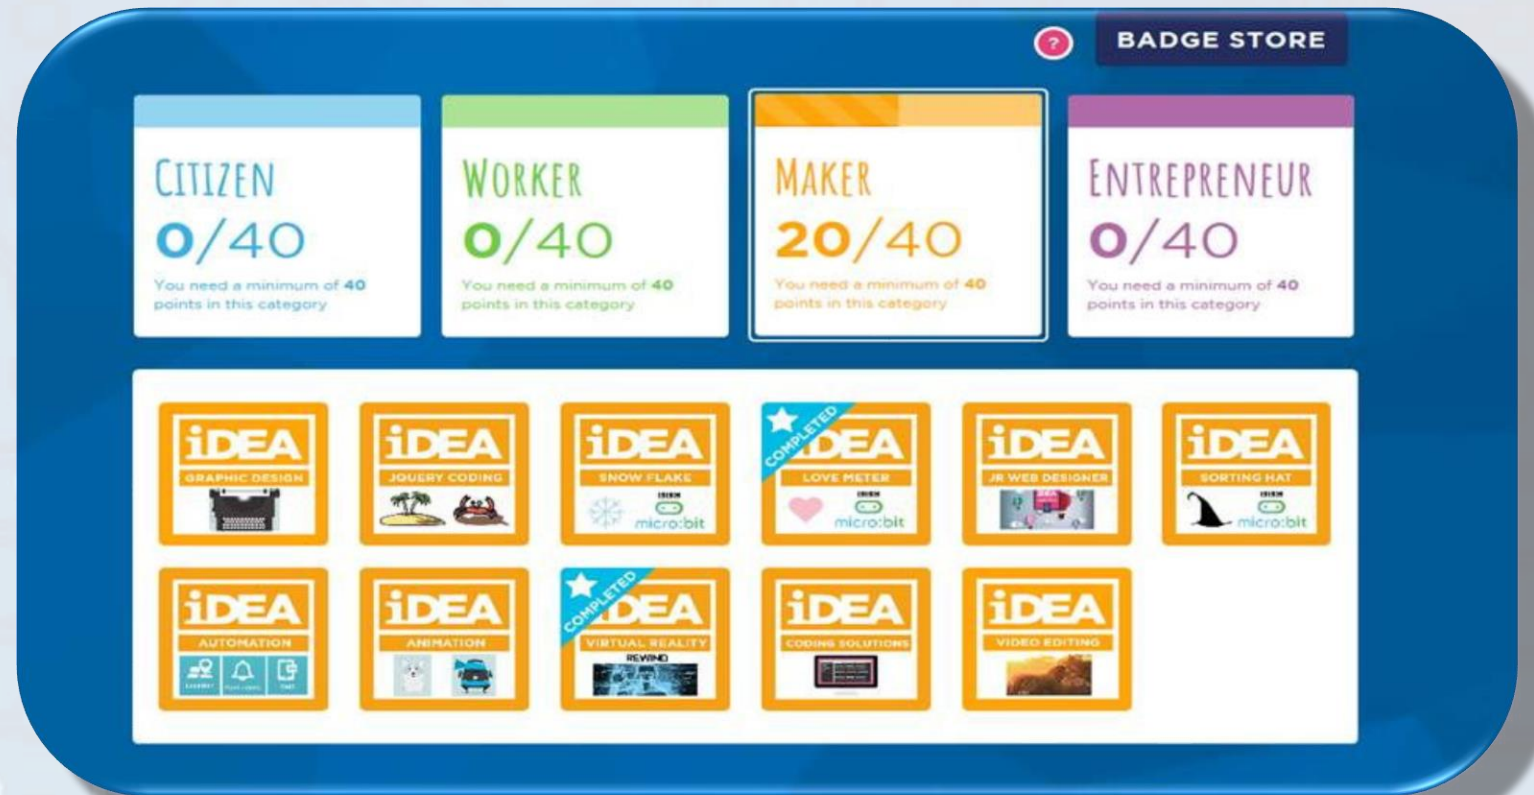 ?
BADGE STORE
CITIZEN
0/40
You need a minimum of 40
points in this category
WORKER
0/40
You need a minimum of 40
points in this category
MAKER
20/40
You need a minimum of 40
points in this category
ENTREPRENEUR
0/40
You need a minimum of 40
points in this category
iDEA
GRAPHIC DESIGN
iDEA
JQUERY CODING
iDEA
SNOW FLAKE
micro:bit
COMPLETED
iDEA
LOVE METER
micro:bit
iDEA
JR WEB DESIGNER
iDEA
SORTING HAT
micro:bit
iDEA
AUTOMATION
iDEA
ANIMATION
COMPLETED
iDEA
VIRTUAL REALITY
REWIND
iDEA
CODING SOLUTIONS
iDEA
VIDEO EDITING